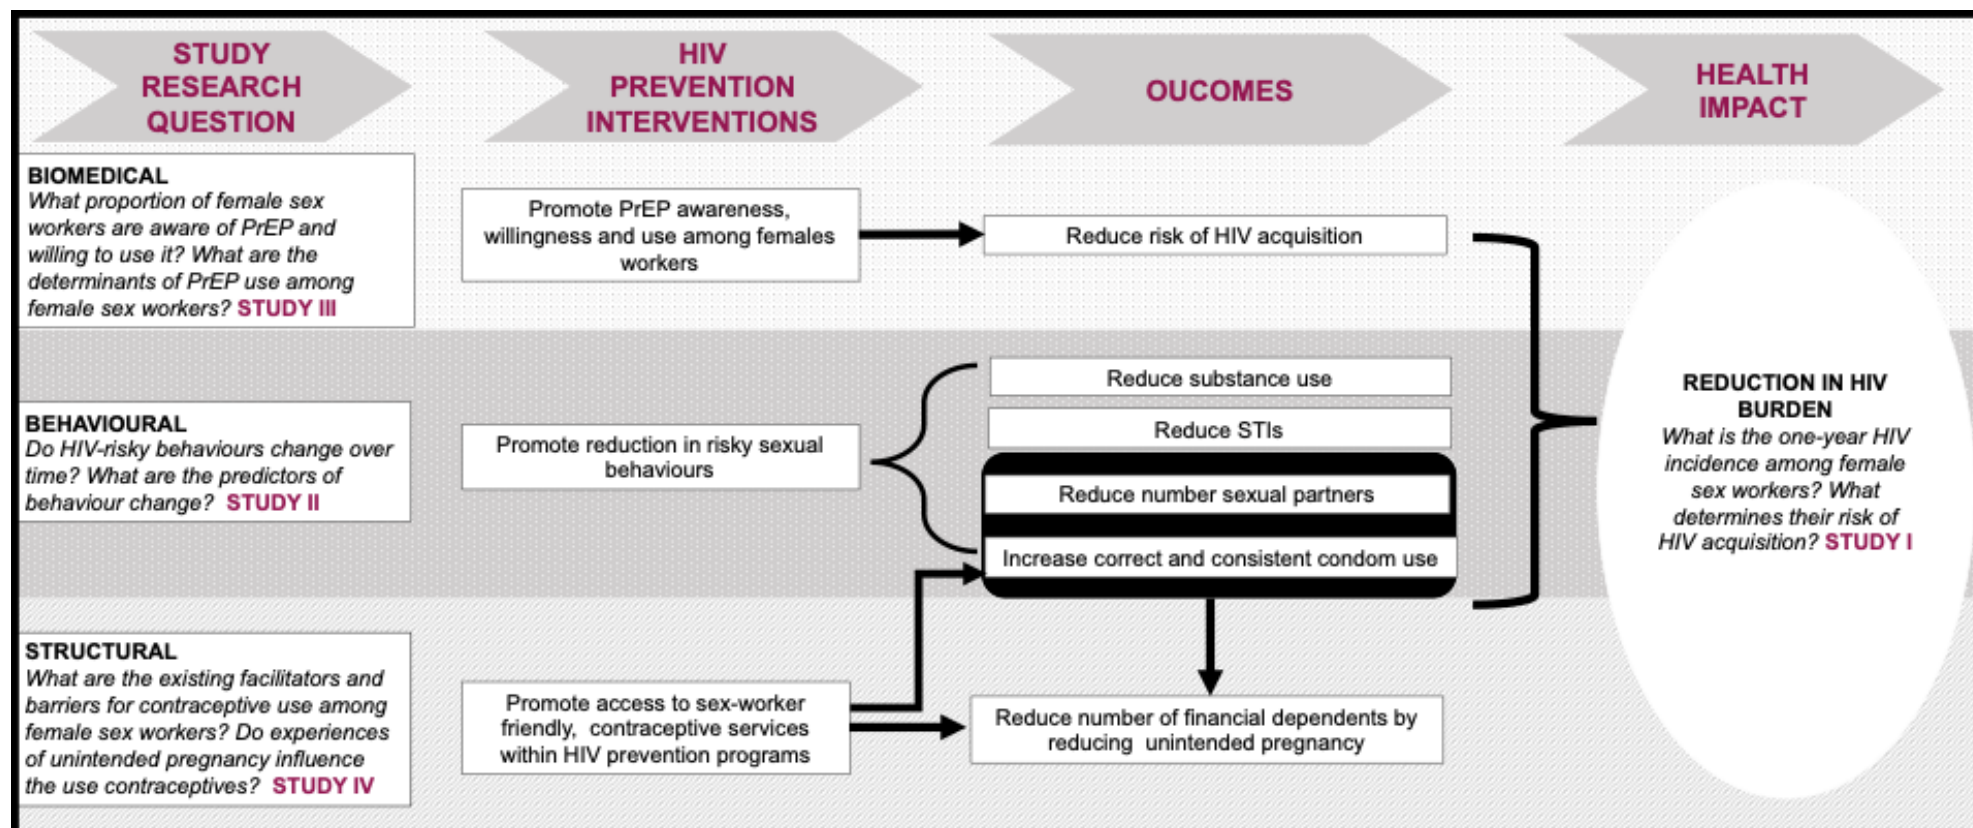 STUDY
RESEARCH
QUESTION
HIV
PREVENTION
INTERVENTIONS
OUCOMES
HEALTH
IMPACT
BIOMEDICAL
What proportion of female sex
workers are aware of PrEP and
willing to use it? What are the
determinants of PrEP use among
female sex workers? STUDY III
Promote PrEP awareness,
willingness and use among females
workers
Reduce risk of HIV acquisition
BEHAVIOURAL
Do HIV-risky behaviours change over
time? What are the predictors of
behaviour change? STUDY II
Promote reduction in risky sexual
behaviours
Reduce substance use
Reduce STIs
Reduce number sexual partners
Increase correct and consistent condom use
STRUCTURAL
What are the existing facilitators and
barriers for contraceptive use among
female sex workers? Do experiences
of unintended pregnancy influence
the use contraceptives? STUDY IV
Promote access to sex-worker
friendly, contraceptive services
within HIV prevention programs
Reduce number of financial dependents by
reducing unintended pregnancy
REDUCTION IN HIV
BURDEN
What is the one-year HIV
incidence among female
sex workers? What
determines their risk of
HIV acquisition? STUDY I